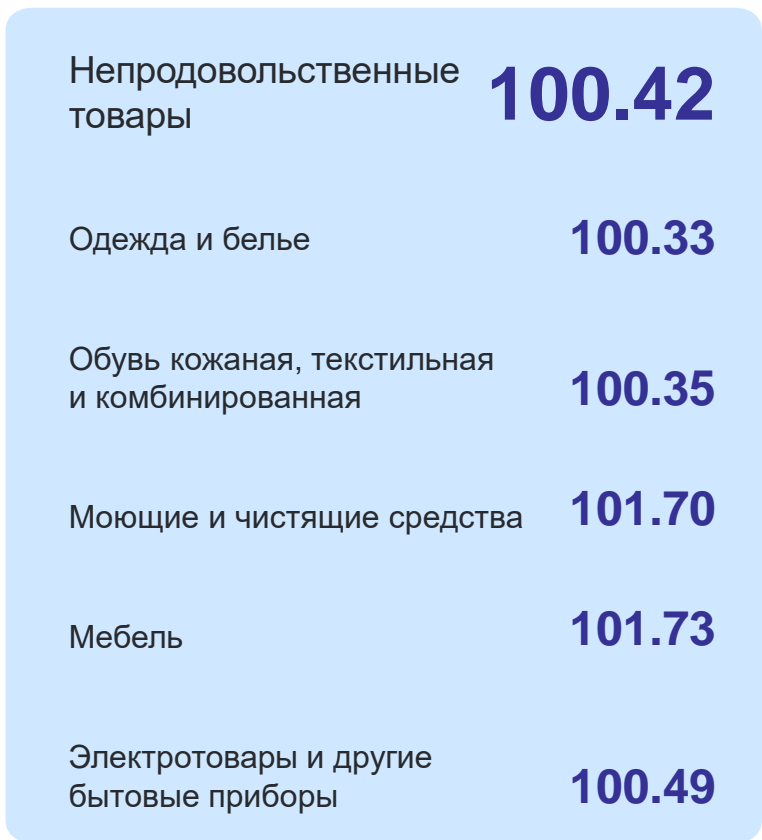 Непродовольственные
товары
100.42
Одежда и белье
100.33
Обувь кожаная, текстильная
и комбинированная
100.35
Моющие и чистящие средства
101.70
Мебель
101.73
Электротовары и другие
бытовые приборы
100.49